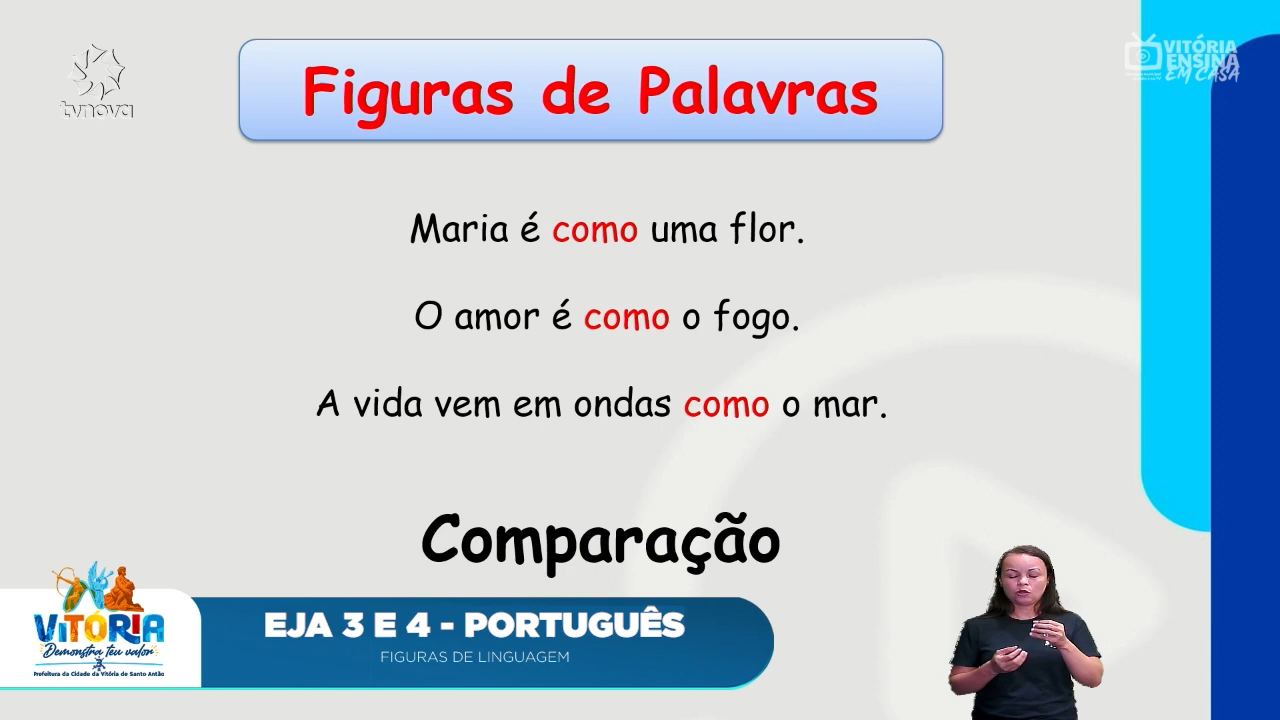 tvnova
VITÓRIA
ENSINA
EM CASA
Figuras de Palavras
Maria é como uma flor.
O amor é como o fogo.
A vida vem em ondas como o mar.
Comparação
VITÓRIA
Demonstra teu valor
Prefeitura da Cidade da Vitória de Santo Antão
EJA 3 E 4 - PORTUGUÊS
FIGURAS DE LINGUAGEM